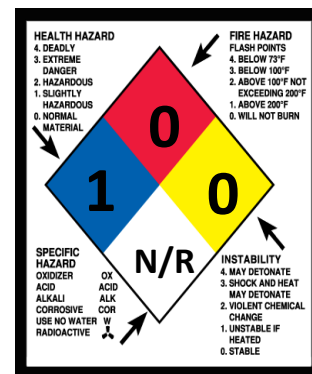 HEALTH HAZARD
4. DEADLY
3. EXTREME
DANGER
2. HAZARDOUS
1. SLIGHTLY
HAZARDOUS
0. NORMAL
MATERIAL
FIRE HAZARD
FLASH POINTS
4. BELOW 73°F
3. BELOW 100°F
2. ABOVE 100°F NOT
EXCEEDING 200°F
1. ABOVE 200°F
0. WILL NOT BURN
0
1
0
N/R
SPECIFIC
HAZARD
OXIDIZER OX
ACID ACID
ALKALI ALK
CORROSIVE COR
USE NO WATER W
RADIOACTIVE
INSTABILITY
4. MAY DETONATE
3. SHOCK AND HEAT
MAY DETONATE
2. VIOLENT CHEMICAL
CHANGE
1. UNSTABLE IF
HEATED
0. STABLE